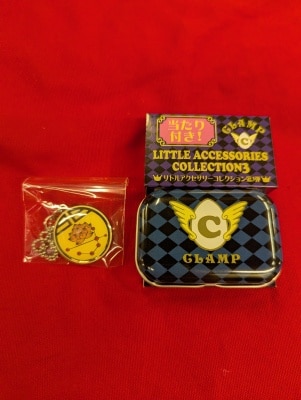 当たり
付き!
CLAMP
C
LITTLE ACCESSORIES
COLLECTION3
リトルアクセサリーコレクション第3弾
C
CLAMP